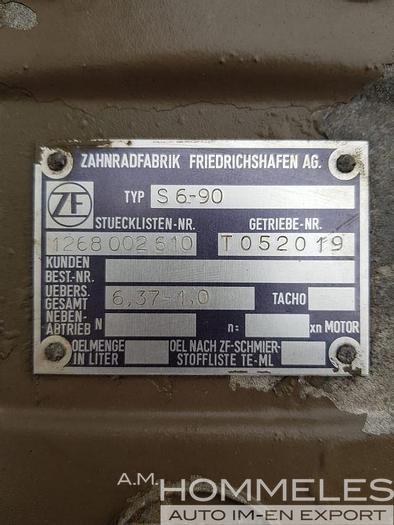 ZAHNRADFABRIK FRIEDRICHSHAFEN AG.
ZF
TYP S 6-90
STUECKLISTEN-NR. GETRIEBE-NR.
1268 002 610 T 052019
KUNDEN
BEST.-NR.
UEBERS.
GESAMT 6,37-1,0 TACHO
NEBEN-
ABTRIEB N n= xn MOTOR
OELMENGE
IN LITER
OEL NACH ZF-SCHMIER-
STOFFLISTE TE-ML
A.M.
HOMMELES
AUTO IM-EN EXPORT